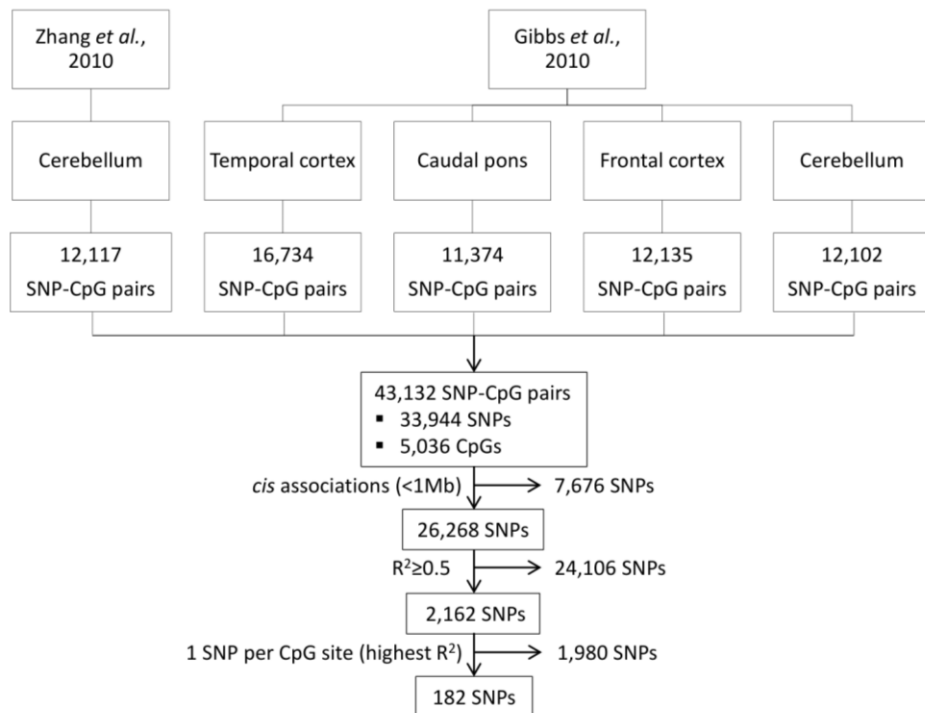 Zhang et al.,
2010
Gibbs et al.,
2010
Cerebellum
Temporal cortex
Caudal pons
Frontal cortex
Cerebellum
12,117
SNP-CpG pairs
16,734
SNP-CpG pairs
11,374
SNP-CpG pairs
12,135
SNP-CpG pairs
12,102
SNP-CpG pairs
43,132 SNP-CpG pairs
▪ 33,944 SNPs
▪ 5,036 CpGs
cis associations (<1Mb)
7,676 SNPs
26,268 SNPs
R²≥0.5
24,106 SNPs
2,162 SNPs
1 SNP per CpG site (highest R²)
1,980 SNPs
182 SNPs